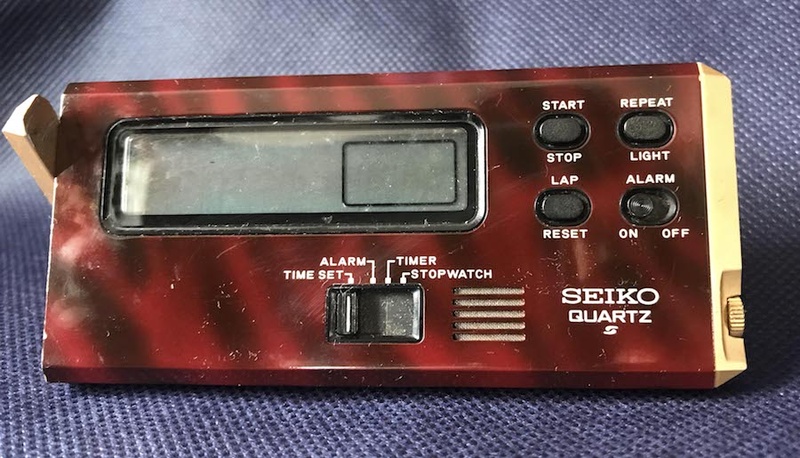 START
REPEAT
STOP
LIGHT
LAP
ALARM
RESET
ON OFF
ALARM
TIMER
TIME SET
STOPWATCH
SEIKO
QUARTZ